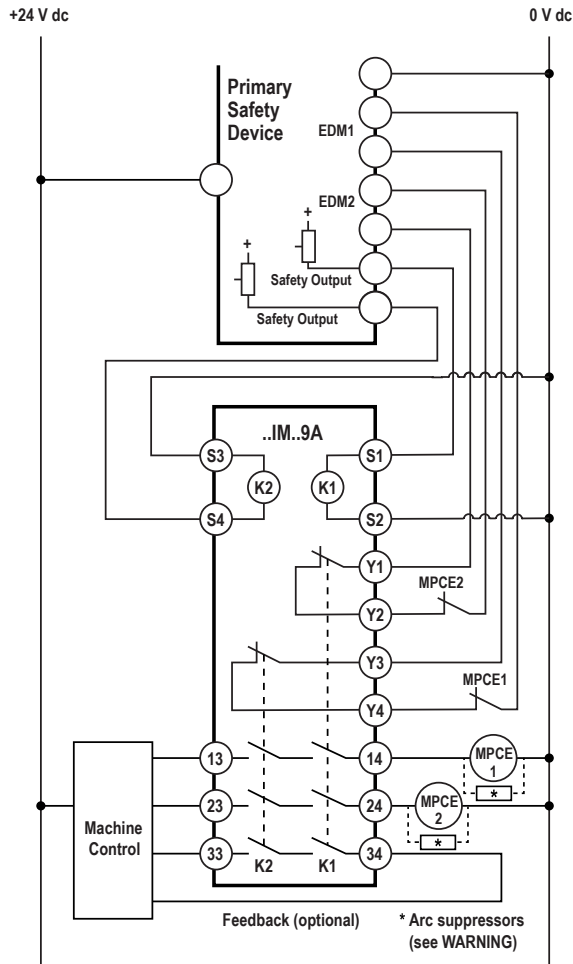 +24 V dc
0 V dc
Primary
Safety
Device
EDM1
EDM2
+
+
Safety Output
Safety Output
..IM..9A
S3
S1
K2
K1
S4
S2
Y1
MPCE2
Y2
Y3
MPCE1
Y4
13
14
MPCE
1
*
23
24
MPCE
2
*
Machine
Control
33
K2
K1
34
Feedback (optional)
* Arc suppressors
(see WARNING)